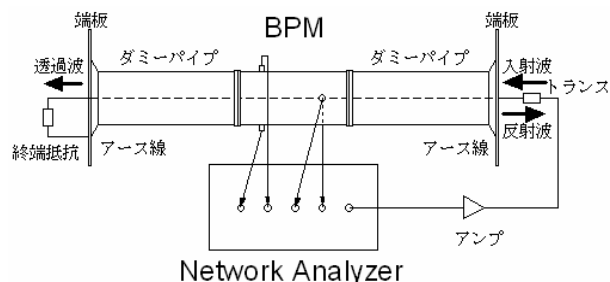 端板
BPM
端板
透過波
ダミーパイプ
ダミーパイプ
入射波
トランス
反射波
終端抵抗
アース線
アース線
アンプ
Network Analyzer